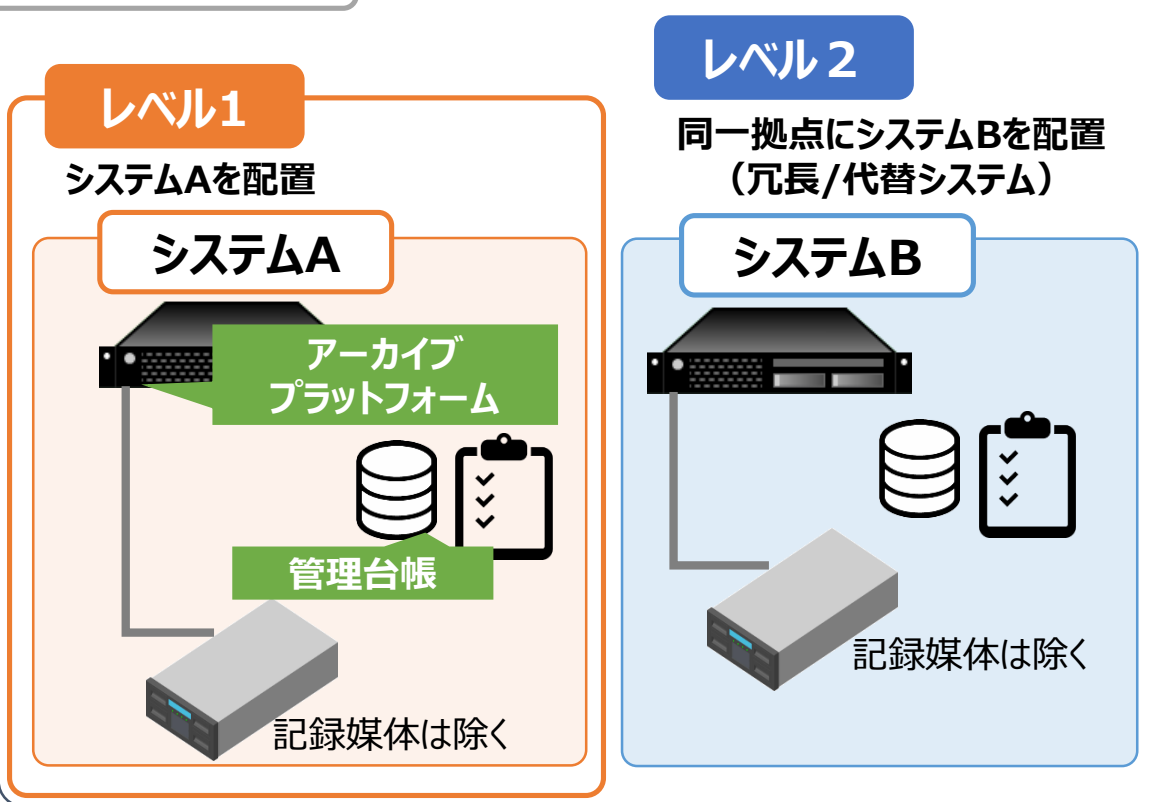 レベル1
システムAを配置
システムA
アーカイブ
プラットフォーム
管理台帳
記録媒体は除く
レベル２
同一拠点にシステムBを配置
（冗長/代替システム）
システムB
記録媒体は除く